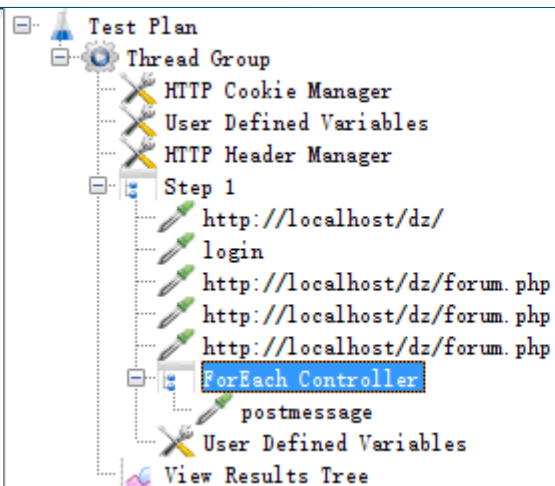 Test Plan
Thread Group
HTTP Cookie Manager
User Defined Variables
HTTP Header Manager
Step 1
http://localhost/dz/
login
http://localhost/dz/forum.php
http://localhost/dz/forum.php
http://localhost/dz/forum.php
ForEach Controller
postmessage
User Defined Variables
View Results Tree